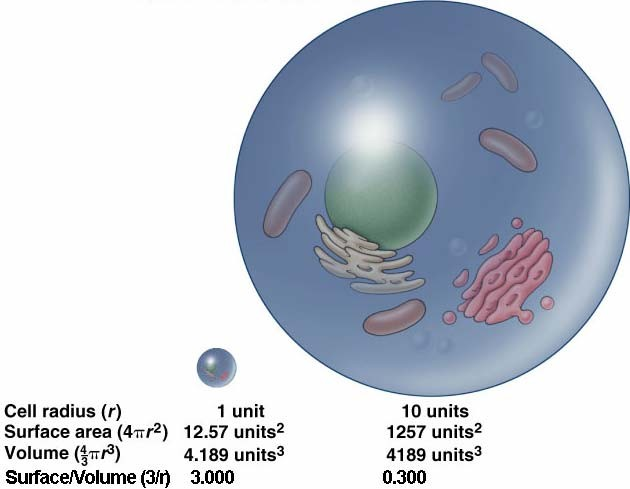 Cell radius (r) 1 unit 10 units
Surface area (4πr²) 12.57 units² 1257 units²
Volume (4/3πr³) 4.189 units³ 4189 units³
Surface/Volume (3/r) 3.000 0.300